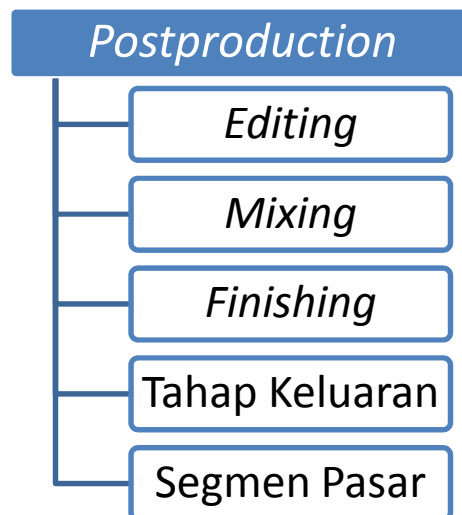 Postproduction
Editing
Mixing
Finishing
Tahap Keluaran
Segmen Pasar